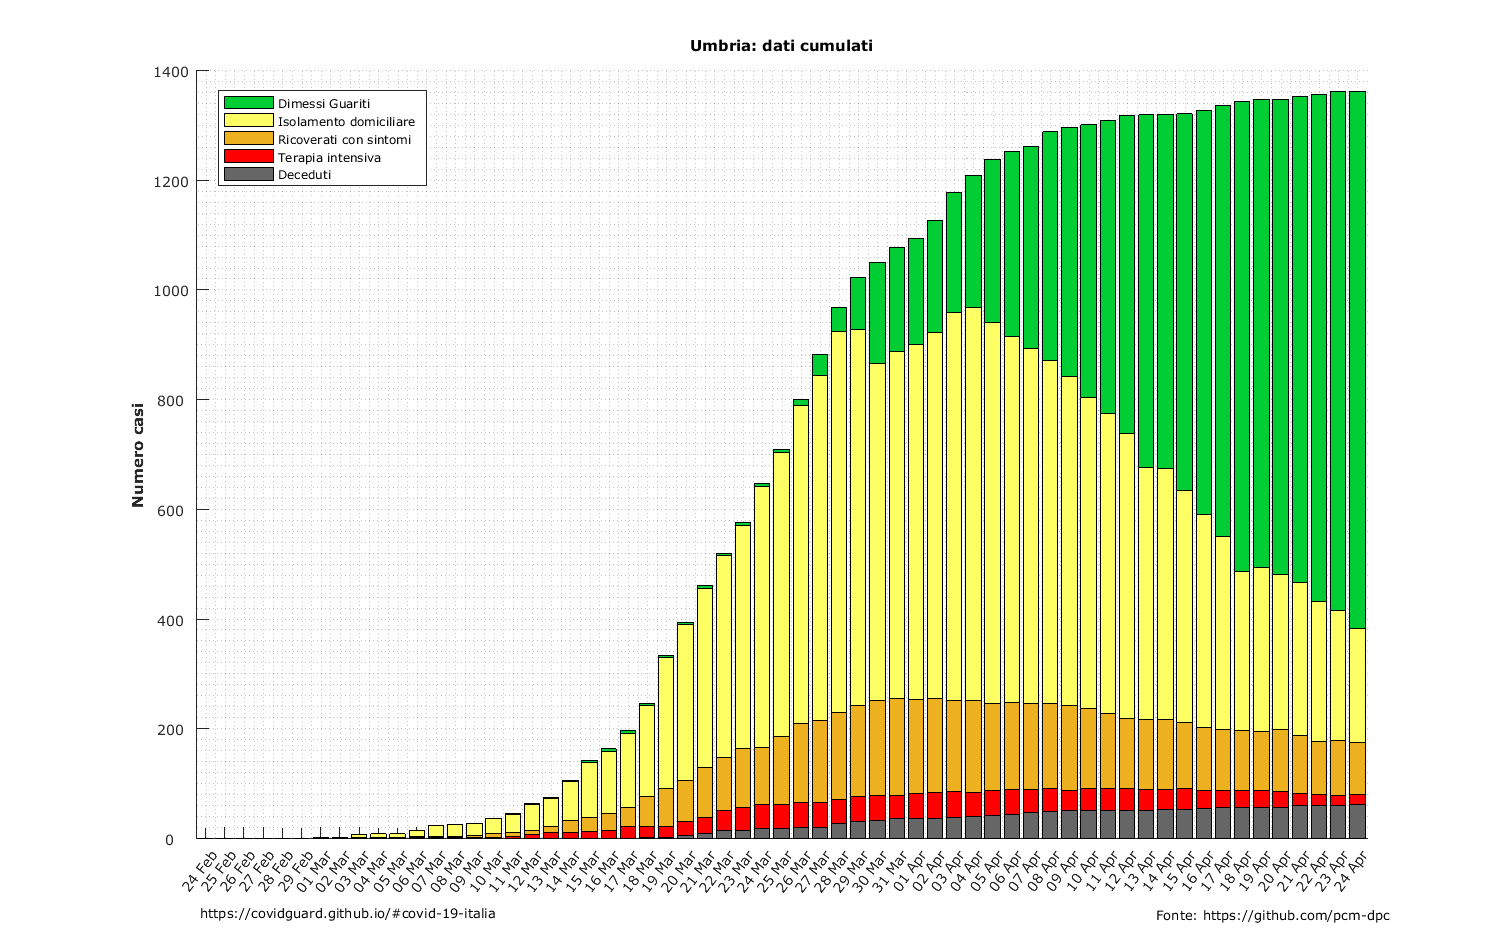 Umbria: dati cumulati
Numero casi
1400
1200
1000
800
600
400
200
0
Dimessi Guariti
Isolamento domiciliare
Ricoverati con sintomi
Terapia intensiva
Deceduti
24 Feb
25 Feb
26 Feb
27 Feb
28 Feb
29 Feb
01 Mar
02 Mar
03 Mar
04 Mar
05 Mar
06 Mar
07 Mar
08 Mar
09 Mar
10 Mar
11 Mar
12 Mar
13 Mar
14 Mar
15 Mar
16 Mar
17 Mar
18 Mar
19 Mar
20 Mar
21 Mar
22 Mar
23 Mar
24 Mar
25 Mar
26 Mar
27 Mar
28 Mar
29 Mar
30 Mar
31 Mar
01 Apr
02 Apr
03 Apr
04 Apr
05 Apr
06 Apr
07 Apr
08 Apr
09 Apr
10 Apr
11 Apr
12 Apr
13 Apr
14 Apr
15 Apr
16 Apr
17 Apr
18 Apr
19 Apr
20 Apr
21 Apr
22 Apr
23 Apr
24 Apr
https://covidguard.github.io/#covid-19-italia
Fonte: https://github.com/pcm-dpc